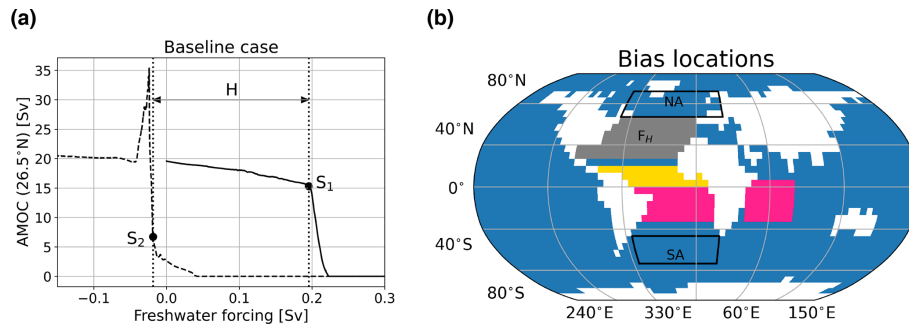 (a)
Baseline case
AMOC (26.5°N) [Sv]
35
30
25
20
15
10
5
0
H
S₁
S₂
−0.1
0.0
0.1
0.2
0.3
Freshwater forcing [Sv]
(b)
Bias locations
80°N
40°N
0°
40°S
80°S
NA
F_H
SA
240°E
330°E
60°E
150°E